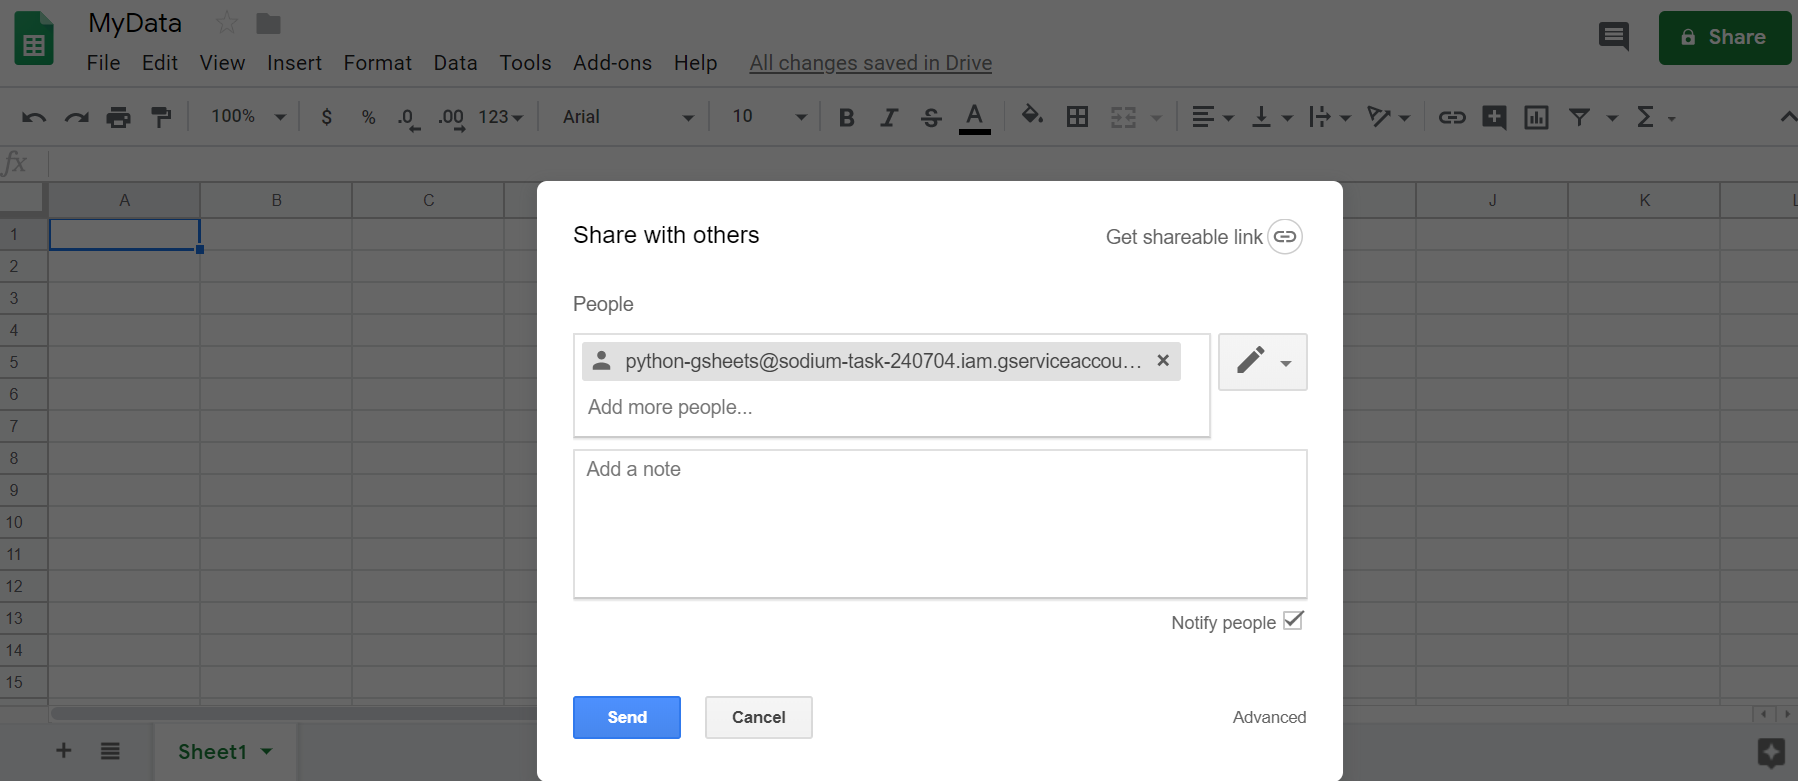 MyData
File Edit View Insert Format Data Tools Add-ons Help All changes saved in Drive
Share
100% $ % .0 .00 123 Arial 10 B I S A Σ
fx
A B C J K L
1
2
3
4
5
6
7
8
9
10
11
12
13
14
15
Share with others
Get shareable link
People
python-gsheets@sodium-task-240704.iam.gserviceaccou... ×
Add more people...
Add a note
Notify people
Send Cancel Advanced
+ Sheet1